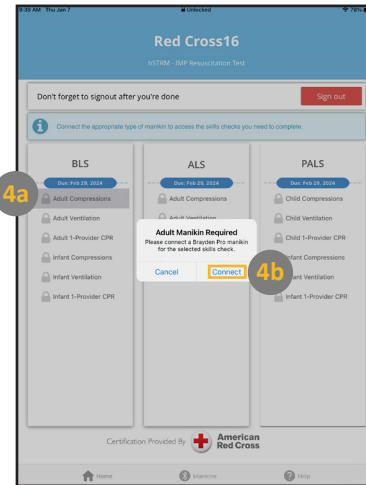 9:39 AM Thu Jan 7
Unlocked
78%
Red Cross16
hSTRM - IMP Resuscitation Test
Don't forget to signout after you're done
Sign out
Connect the appropriate type of manikin to access the skills checks you need to complete.
BLS
Due: Feb 29, 2024
4a
Adult Compressions
Adult Ventilation
Adult 1-Provider CPR
Infant Compressions
Infant Ventilation
Infant 1-Provider CPR
ALS
Due: Feb 29, 2024
Adult Compressions
Adult Ventilation
PALS
Due: Feb 29, 2024
Child Compressions
Child Ventilation
Child 1-Provider CPR
Infant Compressions
Infant Ventilation
Infant 1-Provider CPR
Adult Manikin Required
Please connect a Brayden Pro manikin
for the selected skills check.
Cancel
Connect
4b
Certification Provided By
American
Red Cross
Home
Manikins
Help